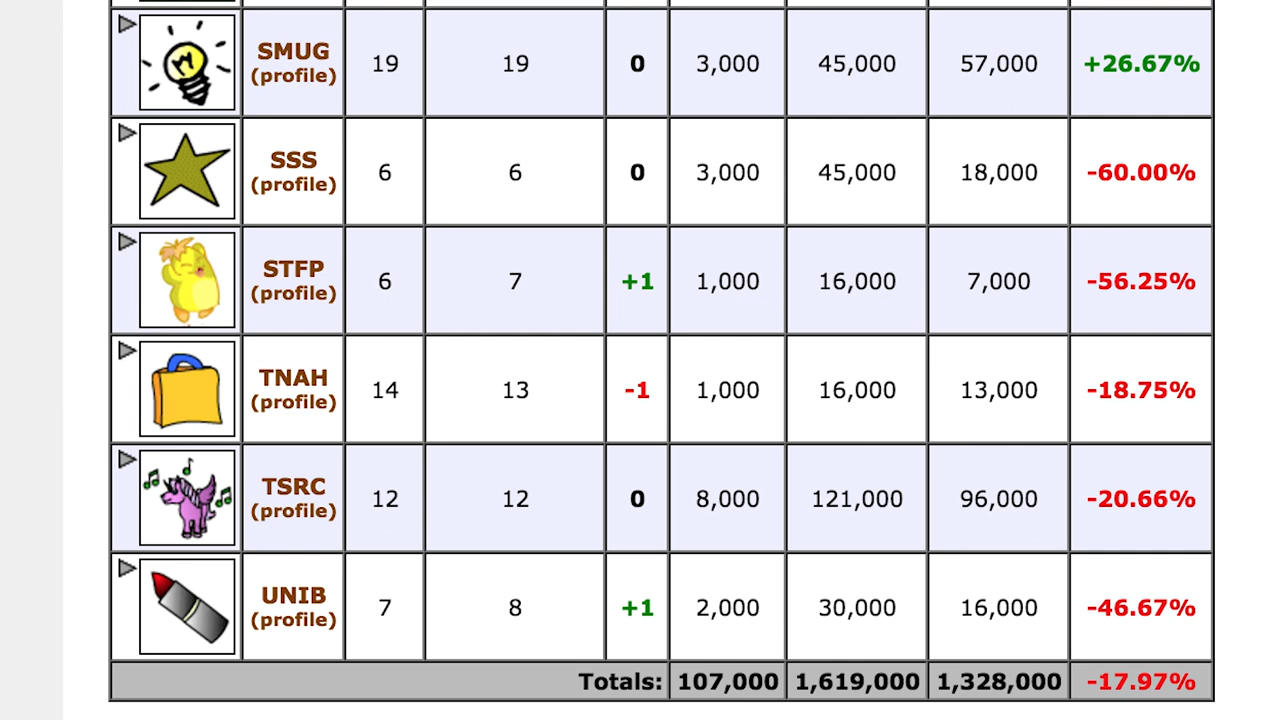 SMUG (profile) 19 19 0 3,000 45,000 57,000 +26.67%
SSS (profile) 6 6 0 3,000 45,000 18,000 -60.00%
STFP (profile) 6 7 +1 1,000 16,000 7,000 -56.25%
TNAH (profile) 14 13 -1 1,000 16,000 13,000 -18.75%
TSRC (profile) 12 12 0 8,000 121,000 96,000 -20.66%
UNIB (profile) 7 8 +1 2,000 30,000 16,000 -46.67%
Totals: 107,000 1,619,000 1,328,000 -17.97%